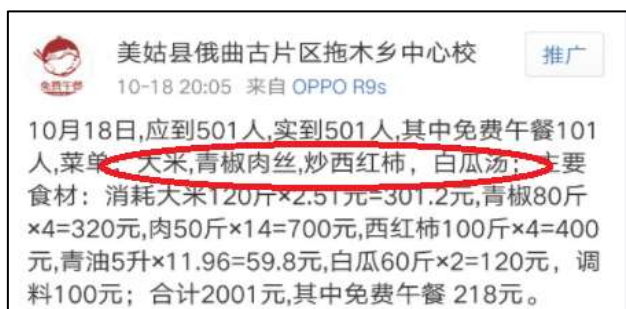 美姑县俄曲古片区拖木乡中心校
推广
免费午餐
10-18 20:05 来自 OPPO R9s
10月18日,应到501人,实到501人,其中免费午餐101
人,菜单：大米,青椒肉丝,炒西红柿，白瓜汤；主要
食材：消耗大米120斤×2.51元=301.2元,青椒80斤
×4=320元,肉50斤×14=700元,西红柿100斤×4=400
元,青油5升×11.96=59.8元,白瓜60斤×2=120元，调
料100元；合计2001元,其中免费午餐 218元。